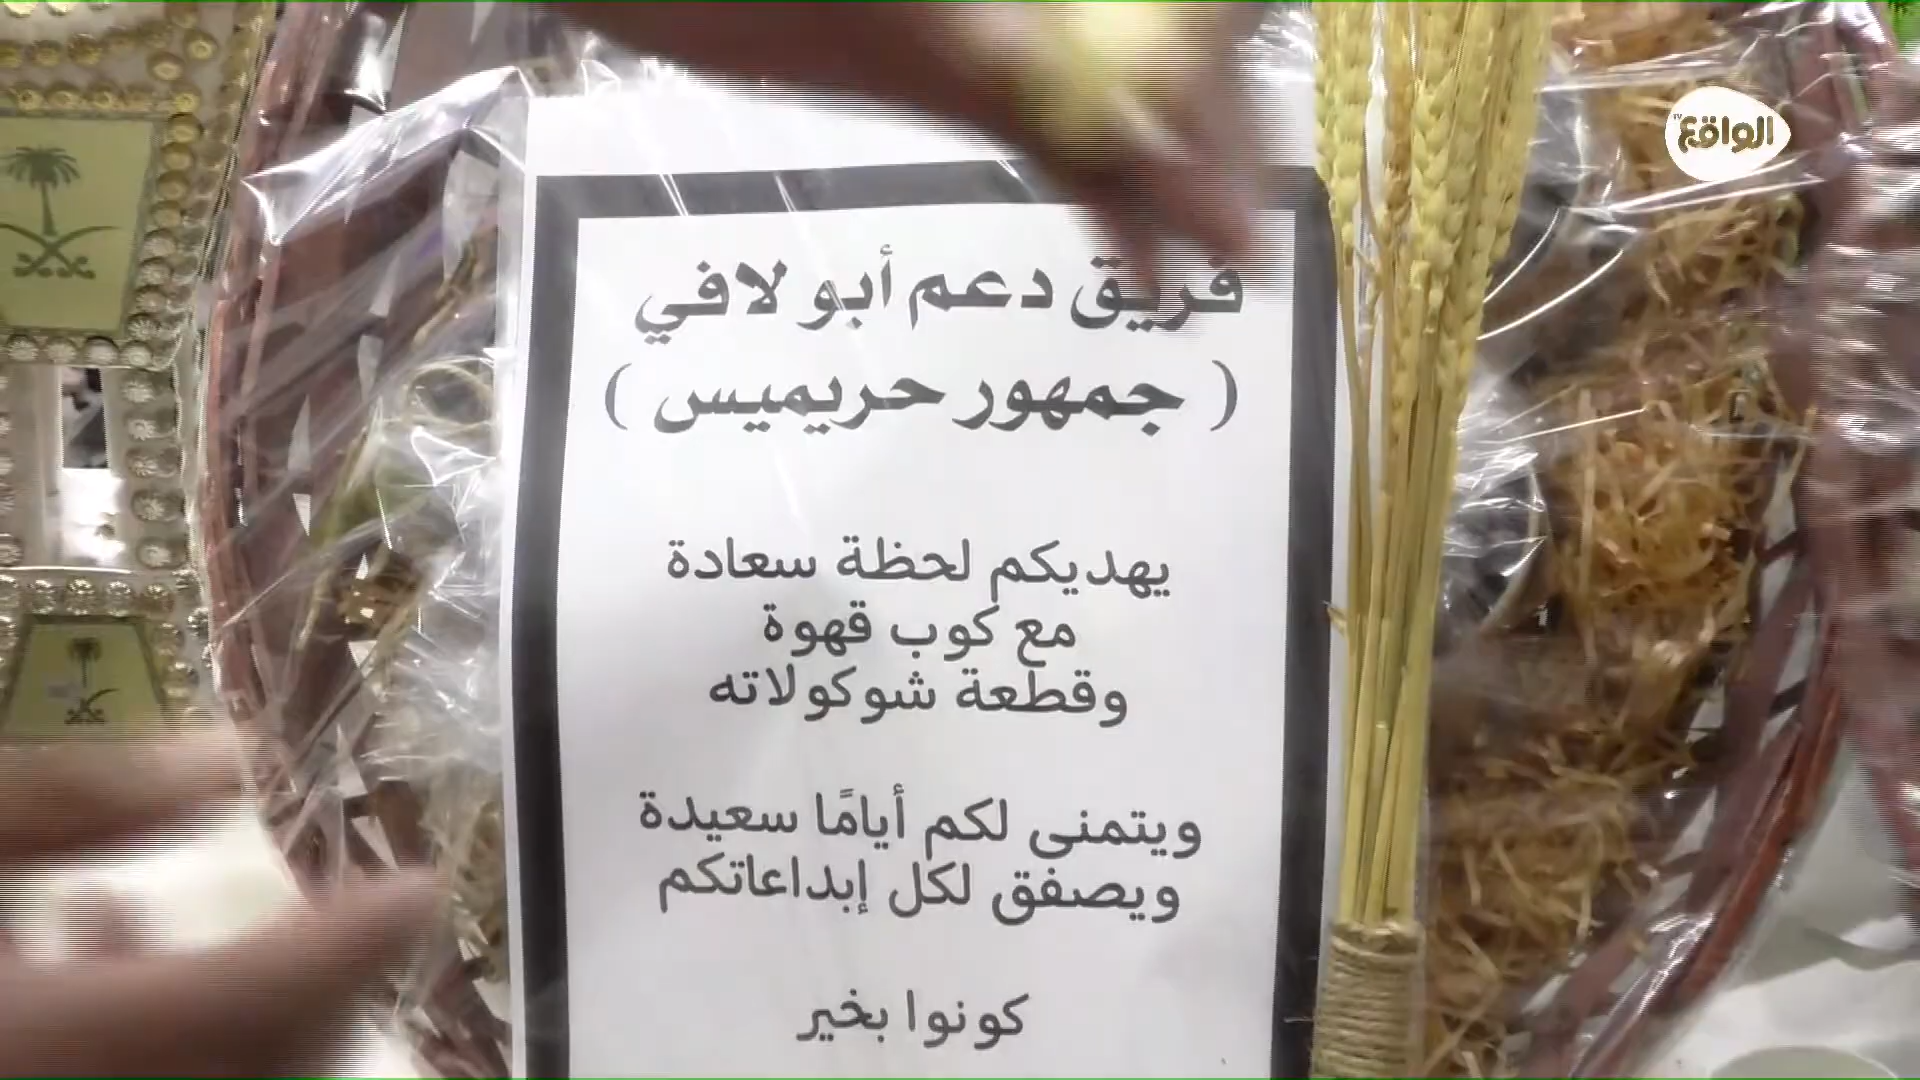 الواقع TV
فريق دعم أبو لافي
( جمهور حريميس )
يهديكم لحظة سعادة
مع كوب قهوة
وقطعة شوكولاته
ويتمنى لكم أيامًا سعيدة
ويصفق لكل إبداعاتكم
كونوا بخير